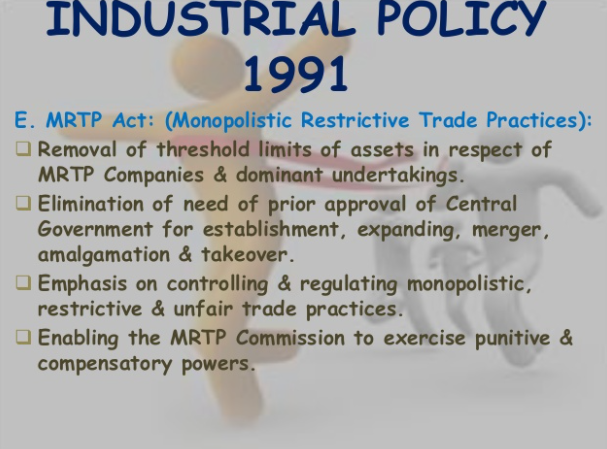 INDUSTRIAL POLICY
1991
E. MRTP Act: (Monopolistic Restrictive Trade Practices):
❑ Removal of threshold limits of assets in respect of
MRTP Companies & dominant undertakings.
❑ Elimination of need of prior approval of Central
Government for establishment, expanding, merger,
amalgamation & takeover.
❑ Emphasis on controlling & regulating monopolistic,
restrictive & unfair trade practices.
❑ Enabling the MRTP Commission to exercise punitive &
compensatory powers.